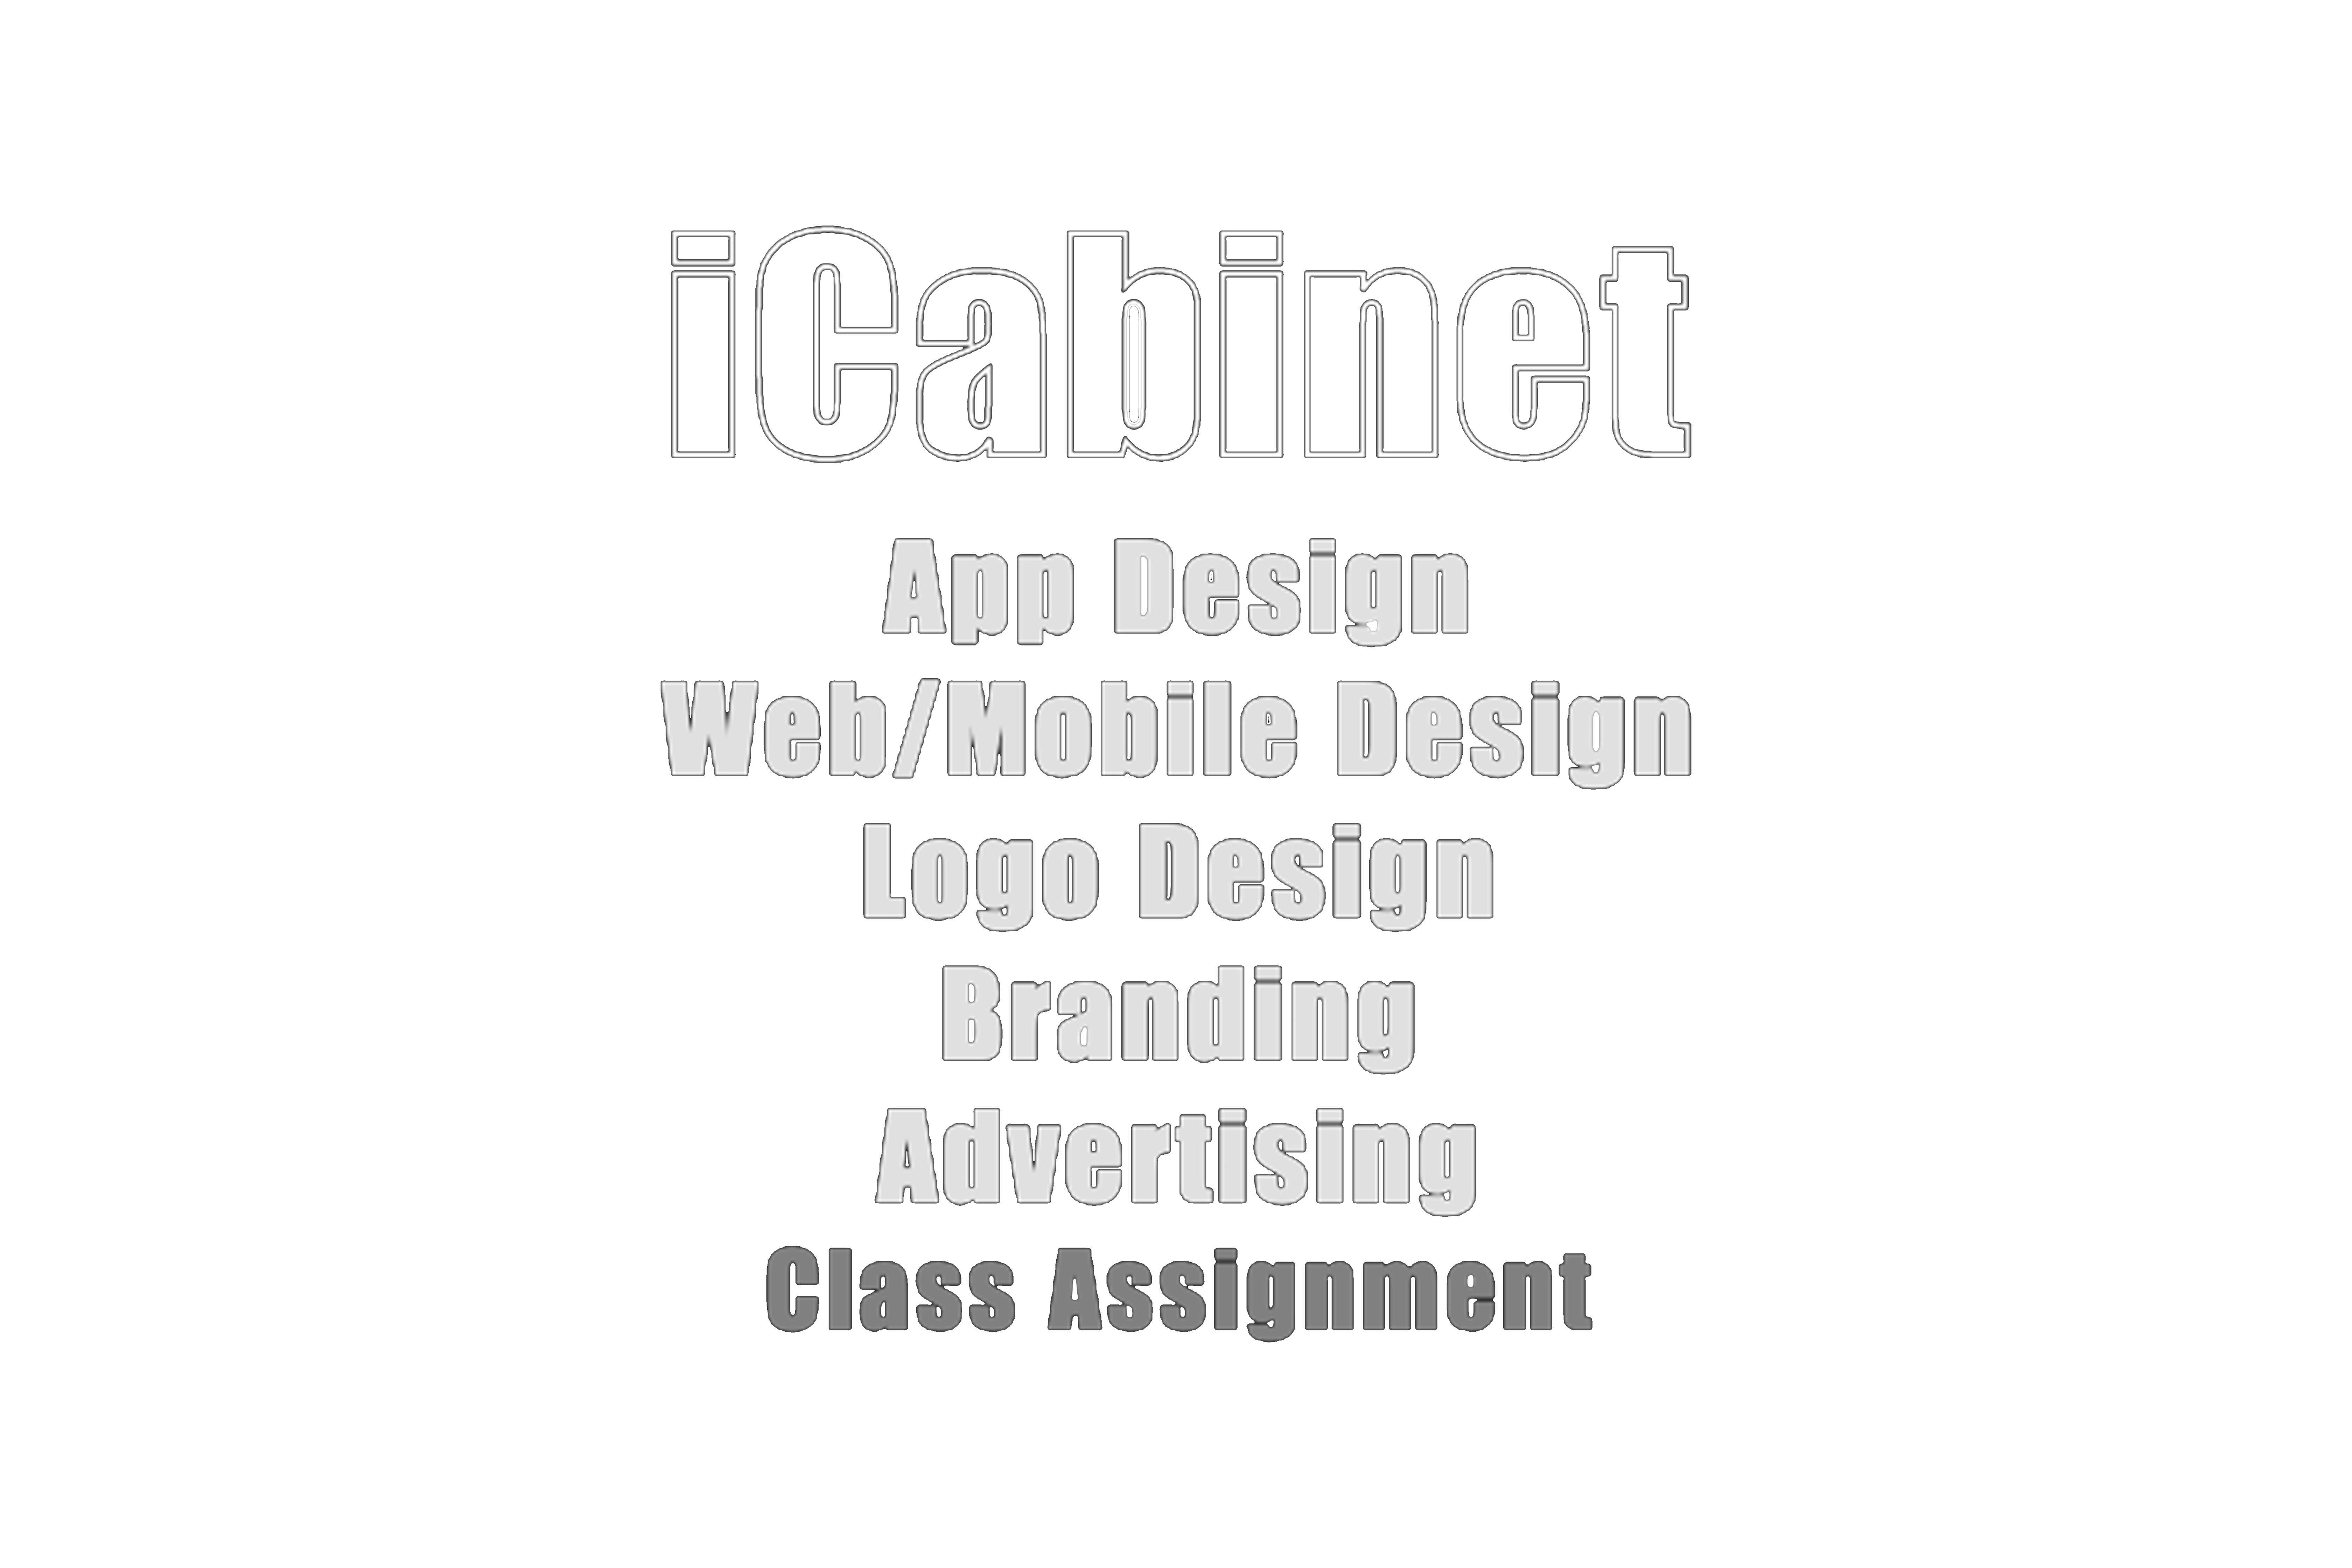 iCabinet
App Design
Web/Mobile Design
Logo Design
Branding
Advertising
Class Assignment